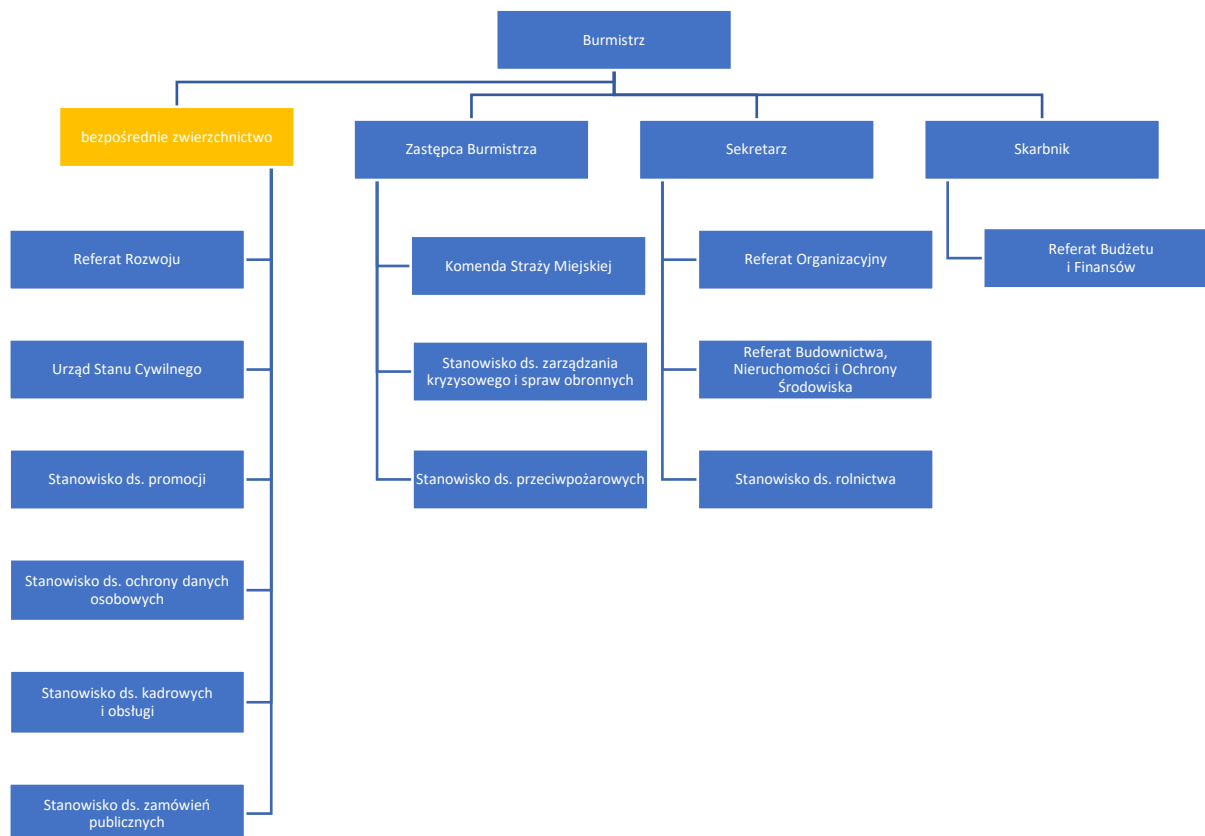 Burmistrz
bezpośrednie zwierzchnictwo
Zastępca Burmistrza
Sekretarz
Skarbnik
Referat Rozwoju
Urząd Stanu Cywilnego
Stanowisko ds. promocji
Stanowisko ds. ochrony danych
osobowych
Stanowisko ds. kadrowych
i obsługi
Stanowisko ds. zamówień
publicznych
Komenda Straży Miejskiej
Stanowisko ds. zarządzania
kryzysowego i spraw obronnych
Stanowisko ds. przeciwpożarowych
Referat Organizacyjny
Referat Budownictwa,
Nieruchomości i Ochrony
Środowiska
Stanowisko ds. rolnictwa
Referat Budżetu
i Finansów